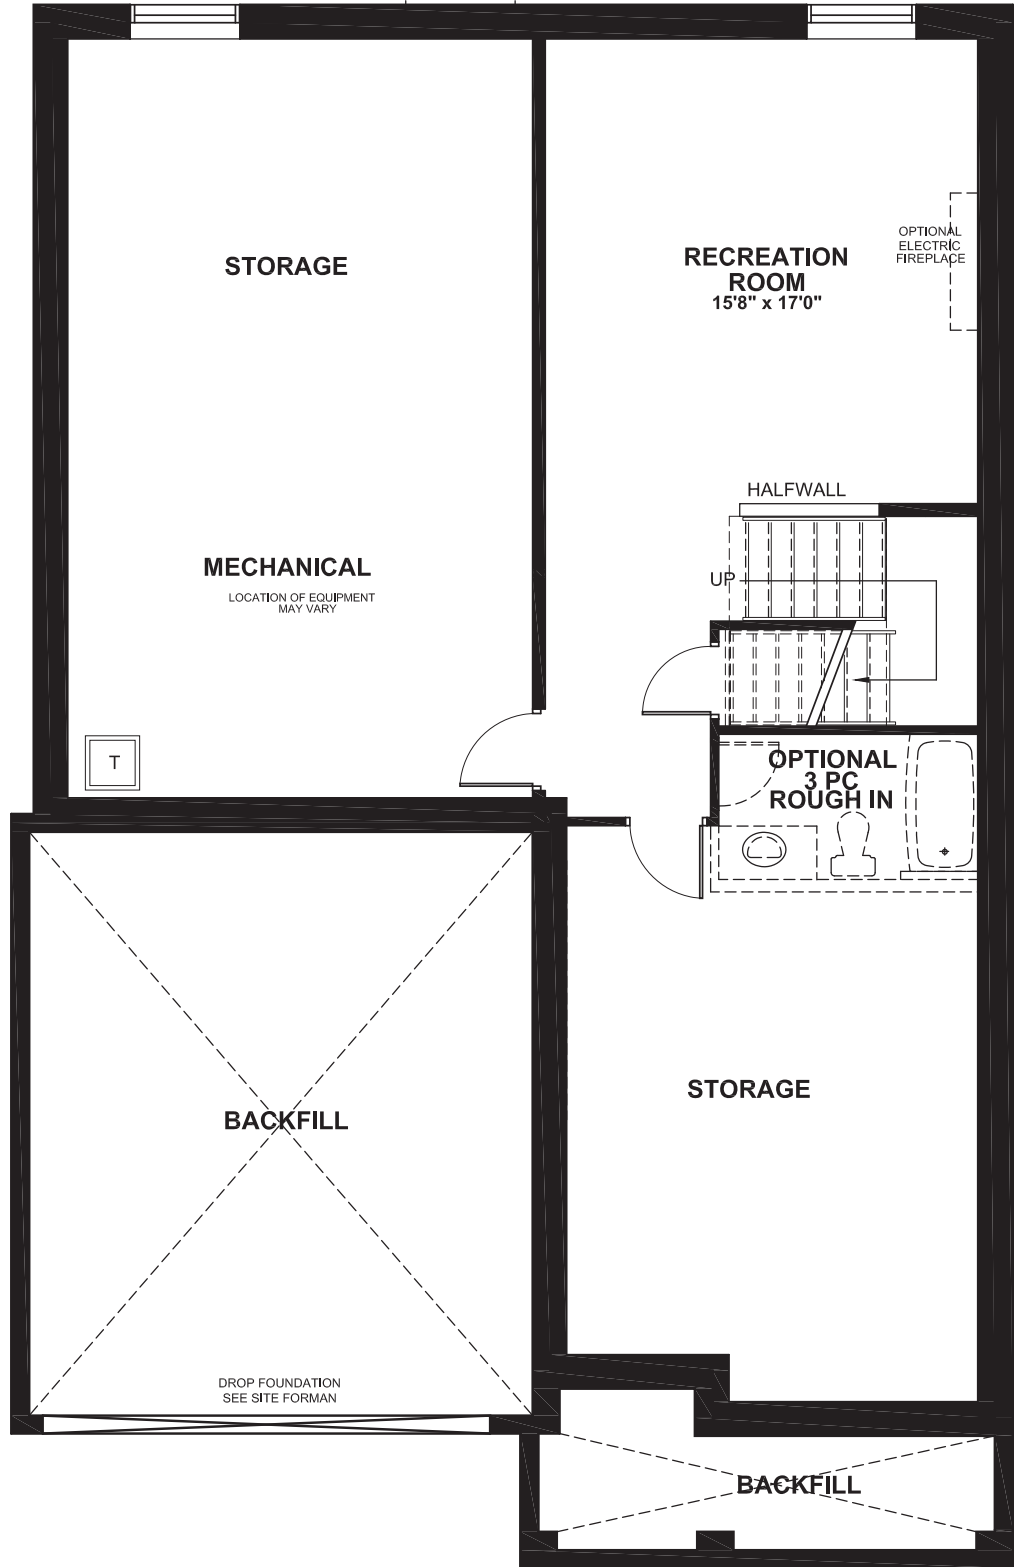 STORAGE
RECREATION
ROOM
15'8" x 17'0"
OPTIONAL
ELECTRIC
FIREPLACE
HALFWALL
MECHANICAL
LOCATION OF EQUIPMENT
MAY VARY
UP
T
OPTIONAL
3 PC
ROUGH IN
STORAGE
BACKFILL
DROP FOUNDATION
SEE SITE FORMAN
BACKFILL